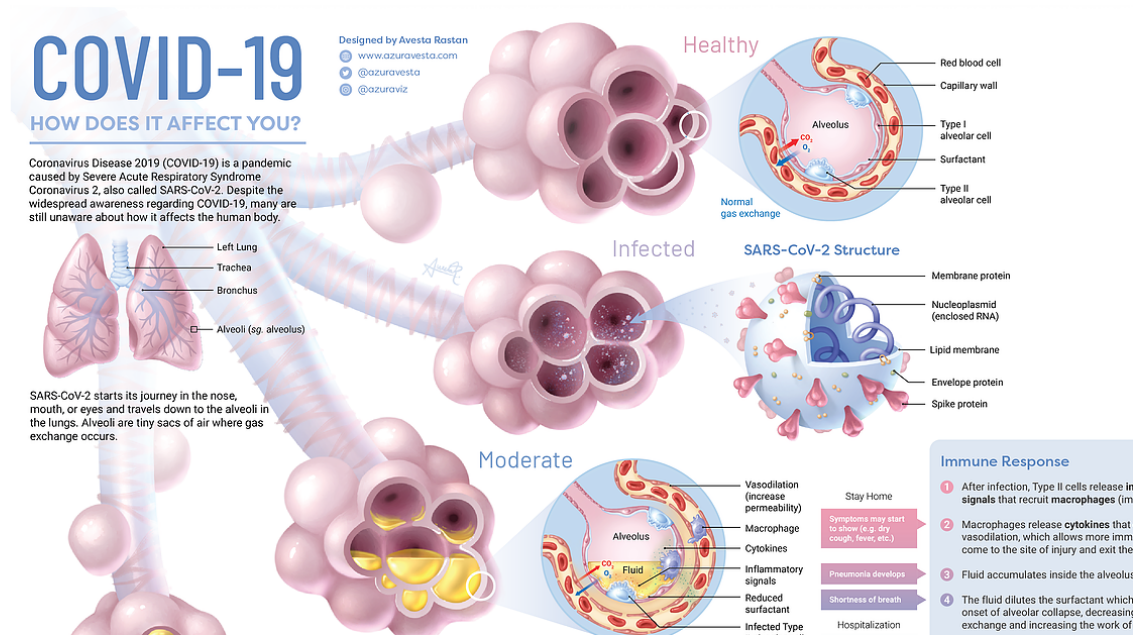 COVID-19
HOW DOES IT AFFECT YOU?
Designed by Avesta Rastan
www.azuravesta.com
@azuravesta
@azuraviz
Coronavirus Disease 2019 (COVID-19) is a pandemic
caused by Severe Acute Respiratory Syndrome
Coronavirus 2, also called SARS-CoV-2. Despite the
widespread awareness regarding COVID-19, many are
still unaware about how it affects the human body.
Left Lung
Trachea
Bronchus
Alveoli (sg. alveolus)
SARS-CoV-2 starts its journey in the nose,
mouth, or eyes and travels down to the alveoli in
the lungs. Alveoli are tiny sacs of air where gas
exchange occurs.
Healthy
Alveolus
CO2
O2
Normal
gas exchange
Red blood cell
Capillary wall
Type I
alveolar cell
Surfactant
Type II
alveolar cell
Infected
SARS-CoV-2 Structure
Membrane protein
Nucleoplasmid
(enclosed RNA)
Lipid membrane
Envelope protein
Spike protein
Moderate
Alveolus
CO2
O2
Fluid
Vasodilation
(increase
permeability)
Macrophage
Cytokines
Inflammatory
signals
Reduced
surfactant
Infected Type
Stay Home
Symptoms may start
to show (e.g. dry
cough, fever, etc.)
Pneumonia develops
Shortness of breath
Hospitalization
Immune Response
1 After infection, Type II cells release in
signals that recruit macrophages (im
2 Macrophages release cytokines that
vasodilation, which allows more imm
come to the site of injury and exit the
3 Fluid accumulates inside the alveolus
4 The fluid dilutes the surfactant which
onset of alveolar collapse, decreasing
exchange and increasing the work of